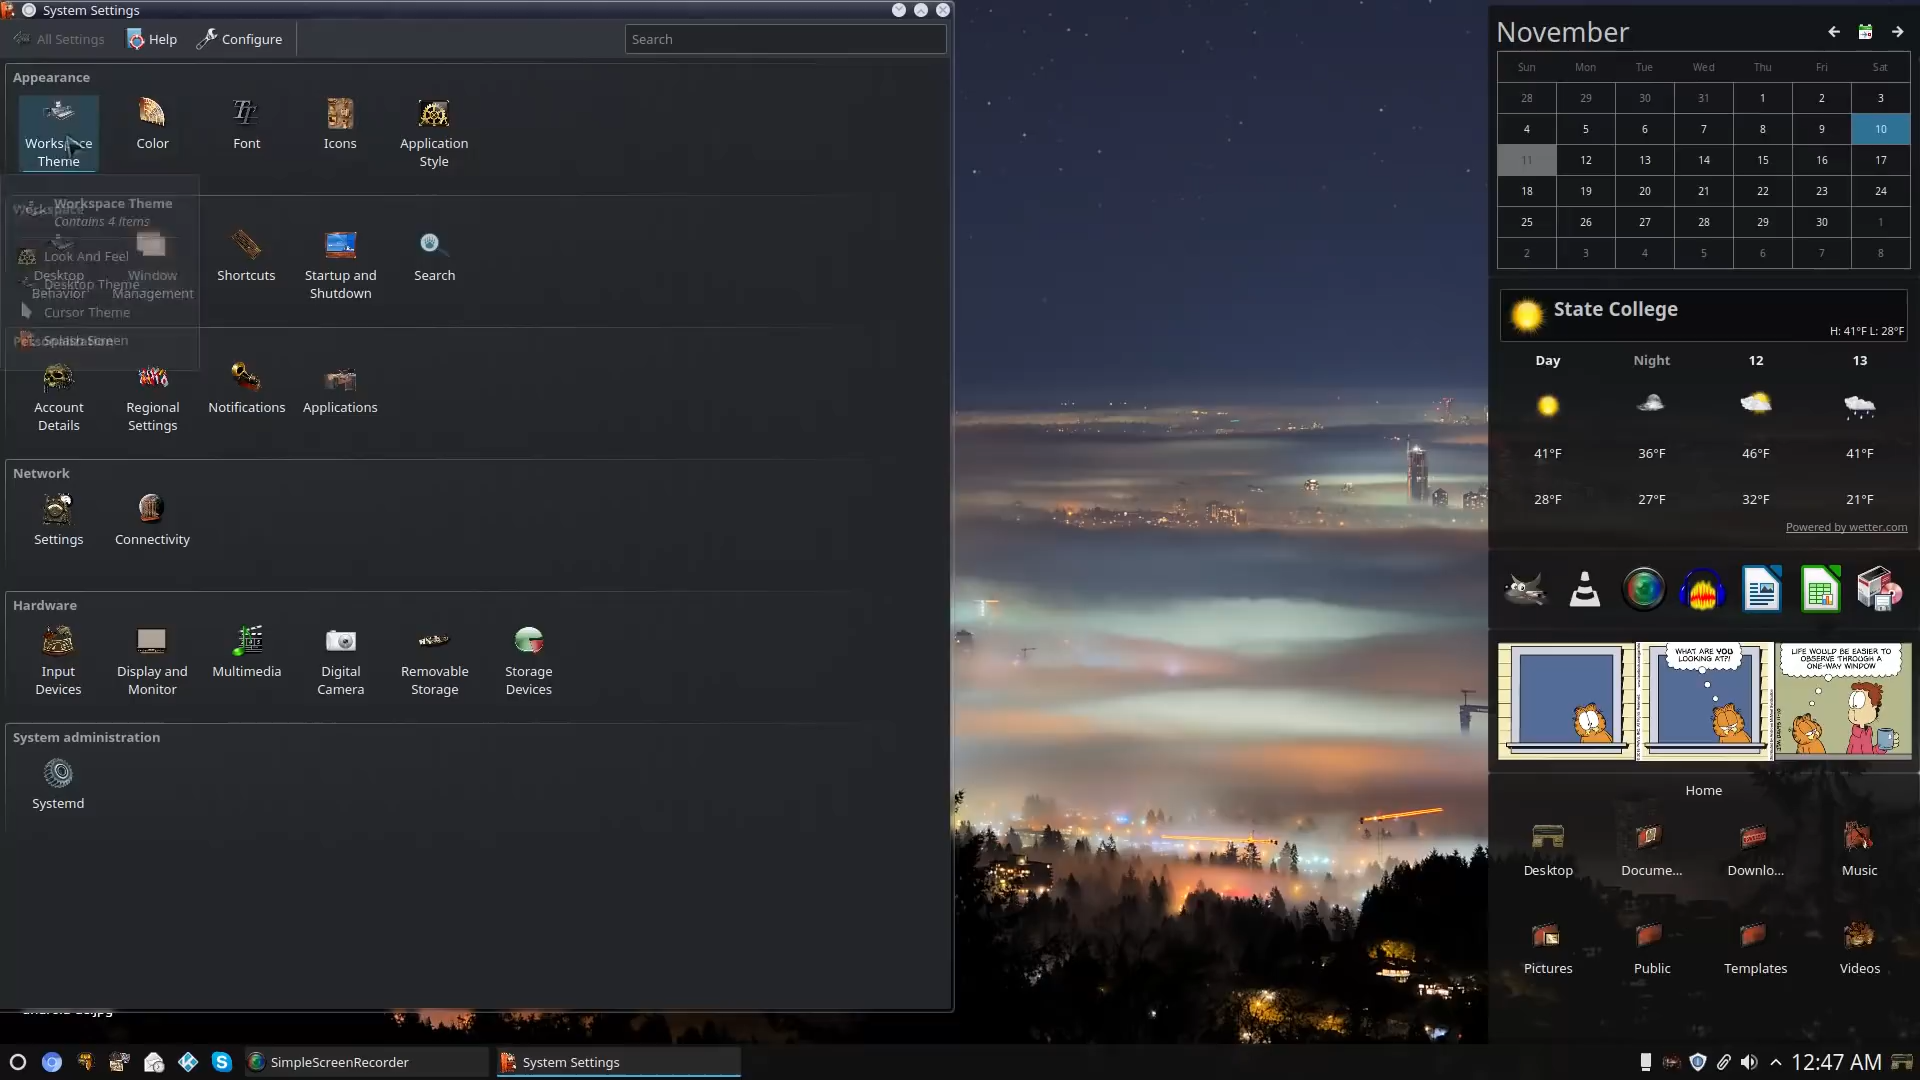 System Settings
All Settings
Help
Configure
Search
Appearance
Workspace
Theme
Color
Font
Icons
Application
Style
Workspace Theme
Contains 4 items
Look And Feel
Desktop Theme
Cursor Theme
Splash Screen
Workspace
Desktop
Behavior
Window
Management
Shortcuts
Startup and
Shutdown
Search
Personalization
Account
Details
Regional
Settings
Notifications
Applications
Network
Settings
Connectivity
Hardware
Input
Devices
Display and
Monitor
Multimedia
Digital
Camera
Removable
Storage
Storage
Devices
System administration
Systemd
November
Sun Mon Tue Wed Thu Fri Sat
28 29 30 31 1 2 3
4 5 6 7 8 9 10
11 12 13 14 15 16 17
18 19 20 21 22 23 24
25 26 27 28 29 30 1
2 3 4 5 6 7 8
State College
H: 41°F L: 28°F
Day Night 12 13
41°F 36°F 46°F 41°F
28°F 27°F 32°F 21°F
Powered by wetter.com
WHAT ARE YOU
LOOKING AT?!
LIFE WOULD BE EASIER TO
OBSERVE THROUGH A
ONE-WAY WINDOW
Home
Desktop
Docume...
Downlo...
Music
Pictures
Public
Templates
Videos
SimpleScreenRecorder
System Settings
12:47 AM